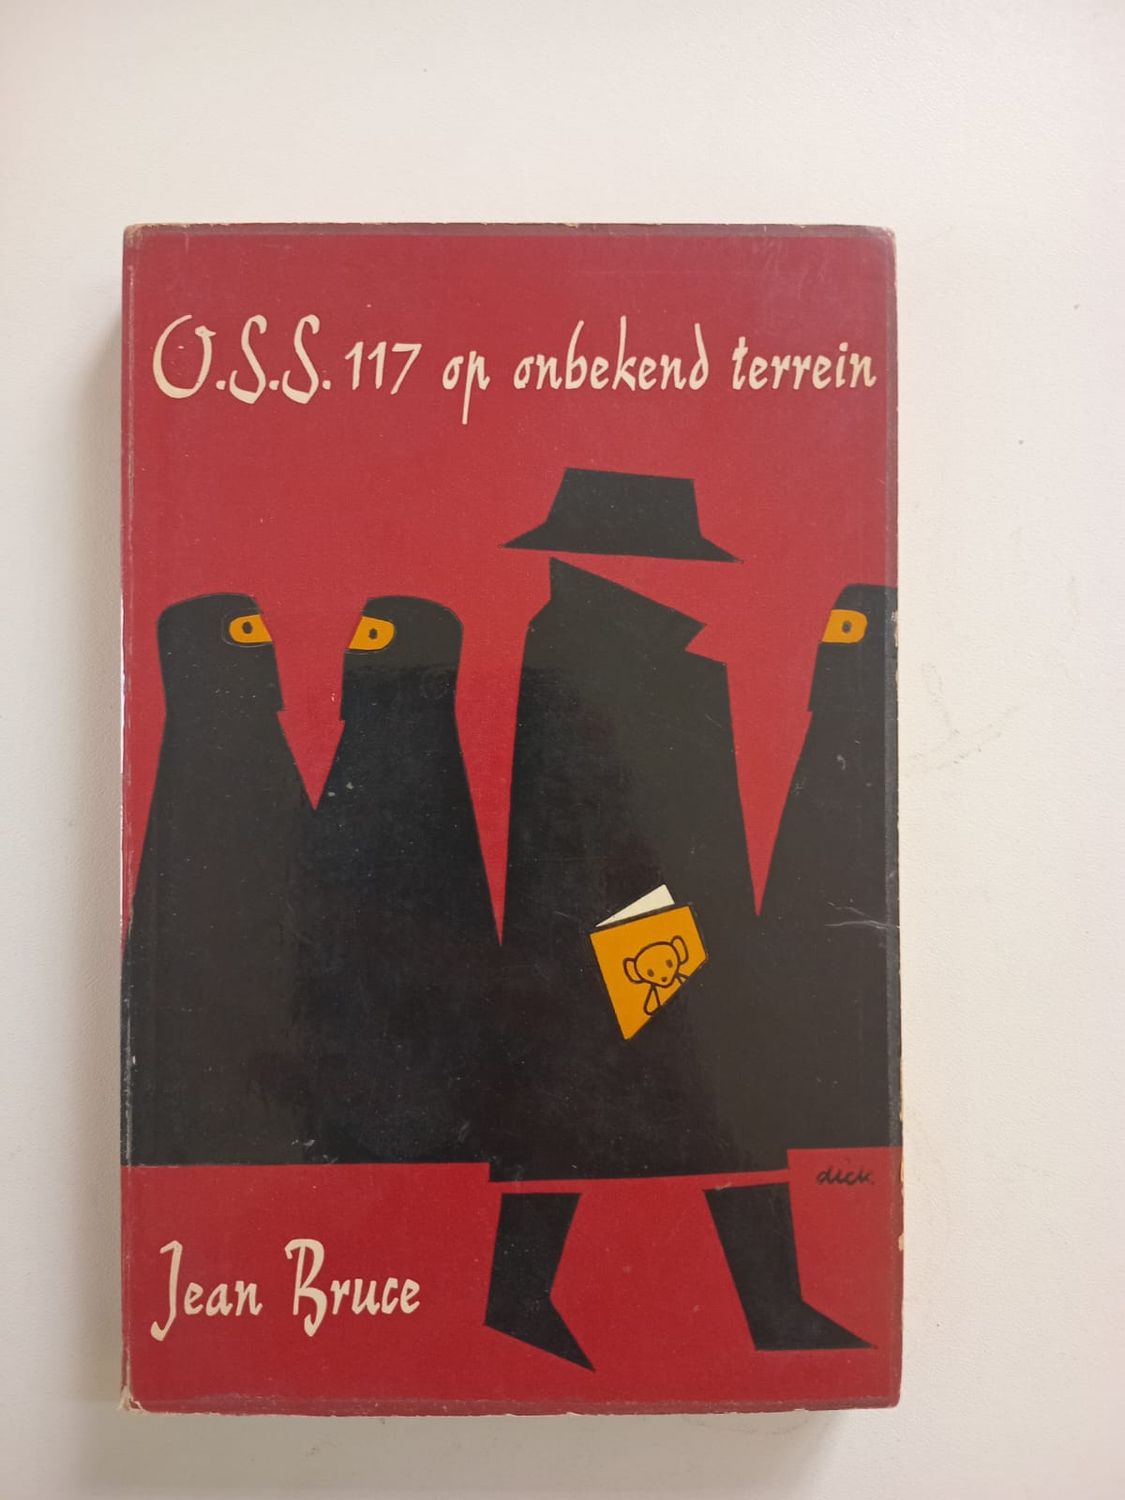 O.S.S. 117 op onbekend terrein
dick.
Jean Bruce